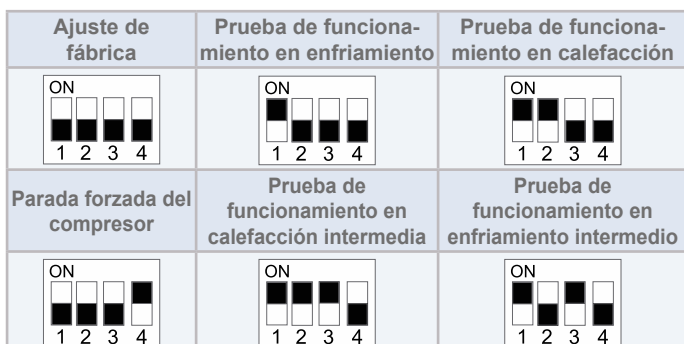 Ajuste de
fábrica
Prueba de funciona-
miento en enfriamiento
Prueba de funciona-
miento en calefacción
ON
1 2 3 4
ON
1 2 3 4
ON
1 2 3 4
Parada forzada del
compresor
Prueba de
funcionamiento en
calefacción intermedia
Prueba de
funcionamiento en
enfriamiento intermedio
ON
1 2 3 4
ON
1 2 3 4
ON
1 2 3 4